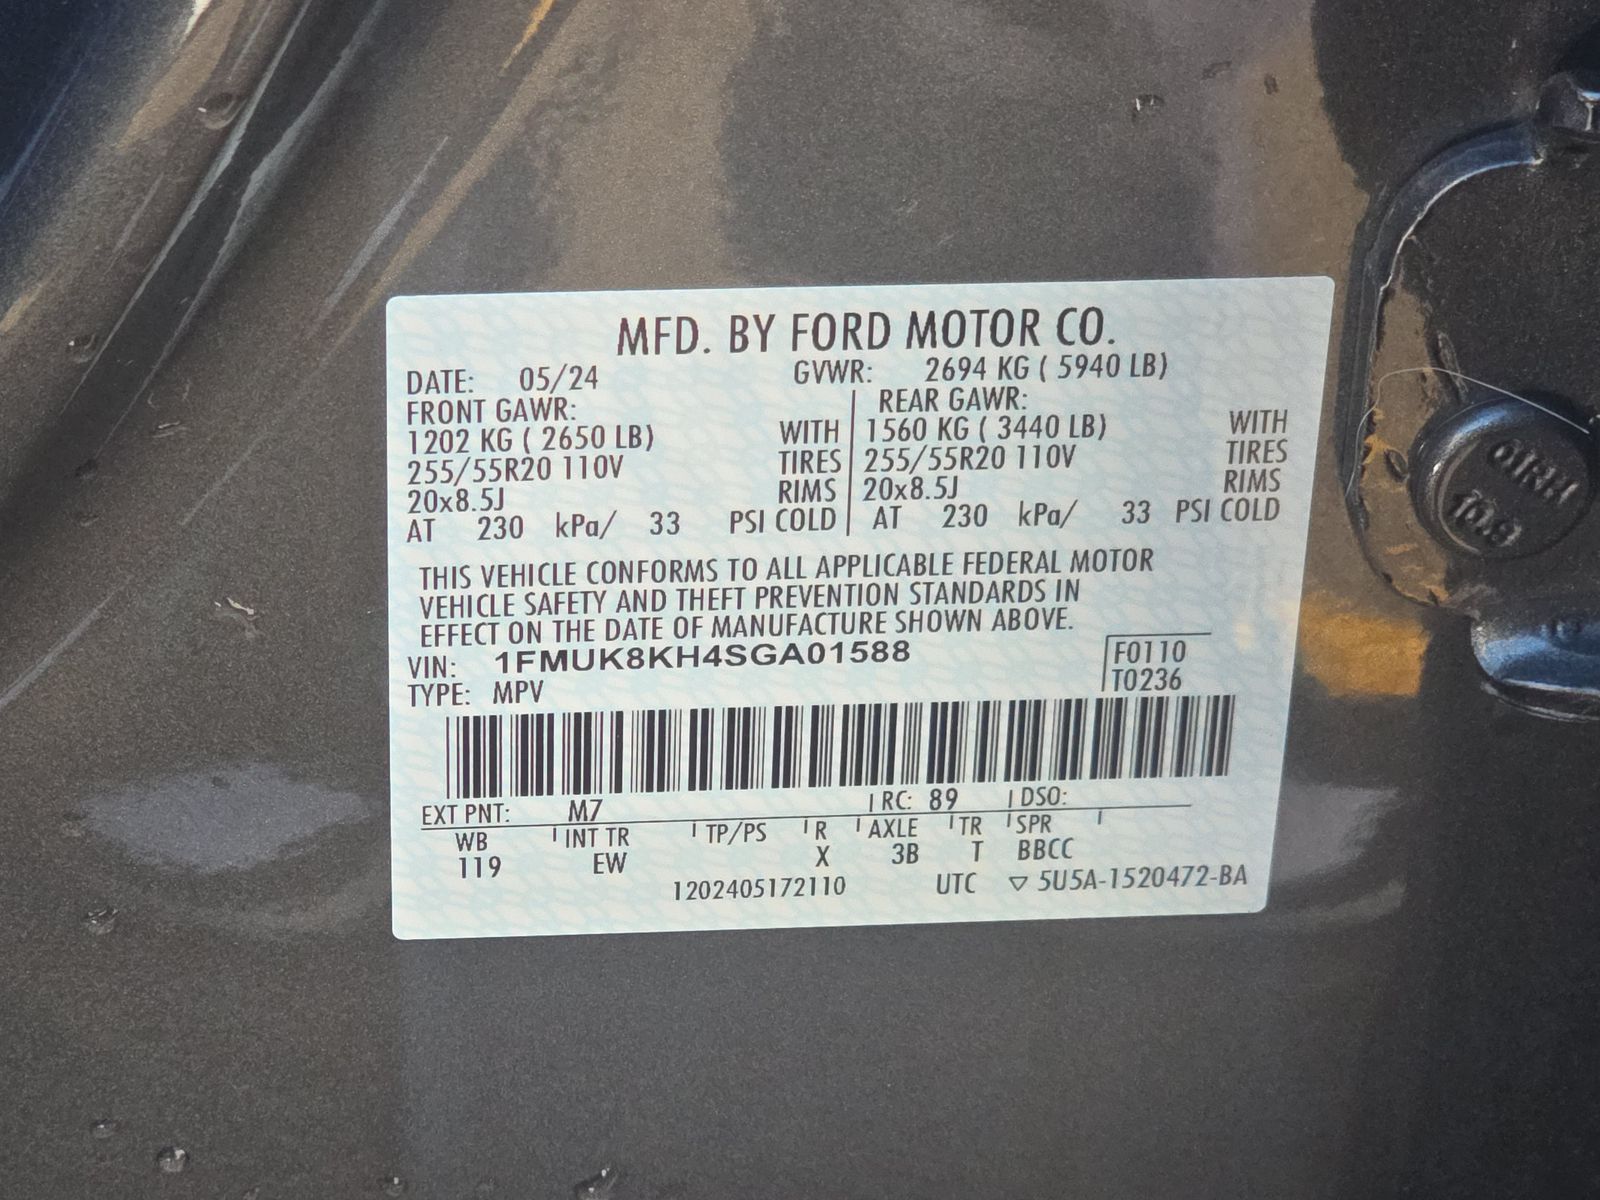 MFD. BY FORD MOTOR CO.
DATE: 05/24 GVWR: 2694 KG ( 5940 LB)
FRONT GAWR: REAR GAWR:
1202 KG ( 2650 LB) WITH 1560 KG ( 3440 LB) WITH
255/55R20 110V TIRES 255/55R20 110V TIRES
20x8.5J RIMS 20x8.5J RIMS
AT 230 kPa/ 33 PSI COLD AT 230 kPa/ 33 PSI COLD
THIS VEHICLE CONFORMS TO ALL APPLICABLE FEDERAL MOTOR
VEHICLE SAFETY AND THEFT PREVENTION STANDARDS IN
EFFECT ON THE DATE OF MANUFACTURE SHOWN ABOVE.
VIN: 1FMUK8KH4SGA01588 F0110
TYPE: MPV T0236
EXT PNT: M7 RC: 89 DSO:
WB INT TR TP/PS R AXLE TR SPR
119 EW X 3B T BBCC
1202405172110 UTC ▽ 5U5A-1520472-BA
10.9